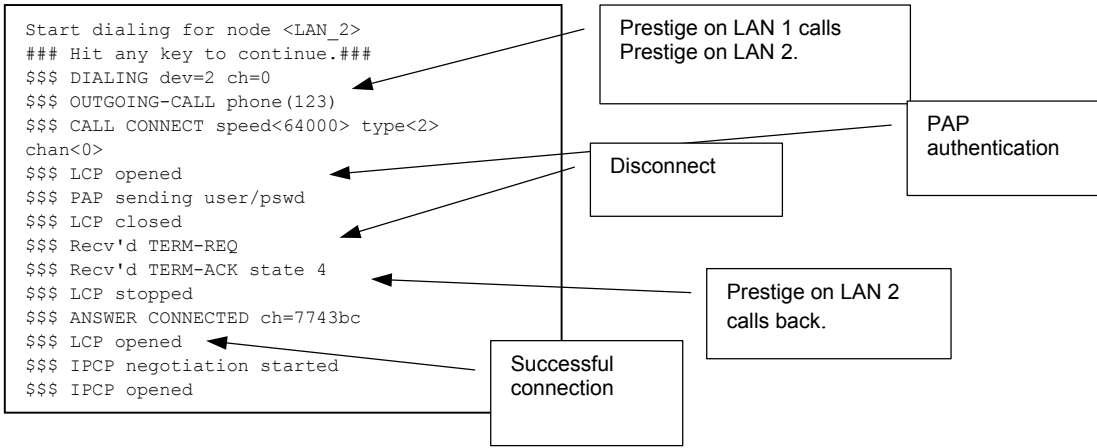 Start dialing for node <LAN_2>
### Hit any key to continue.###
$$$ DIALING dev=2 ch=0
$$$ OUTGOING-CALL phone(123)
$$$ CALL CONNECT speed<64000> type<2>
chan<0>
$$$ LCP opened
$$$ PAP sending user/pswd
$$$ LCP closed
$$$ Recv'd TERM-REQ
$$$ Recv'd TERM-ACK state 4
$$$ LCP stopped
$$$ ANSWER CONNECTED ch=7743bc
$$$ LCP opened
$$$ IPCP negotiation started
$$$ IPCP opened
Prestige on LAN 1 calls
Prestige on LAN 2.
PAP
authentication
Disconnect
Prestige on LAN 2
calls back.
Successful
connection